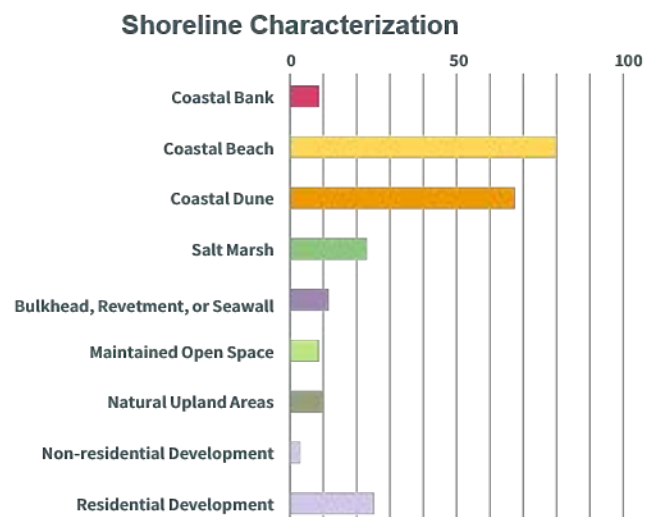 Shoreline Characterization
0 50 100
Coastal Bank
Coastal Beach
Coastal Dune
Salt Marsh
Bulkhead, Revetment, or Seawall
Maintained Open Space
Natural Upland Areas
Non-residential Development
Residential Development